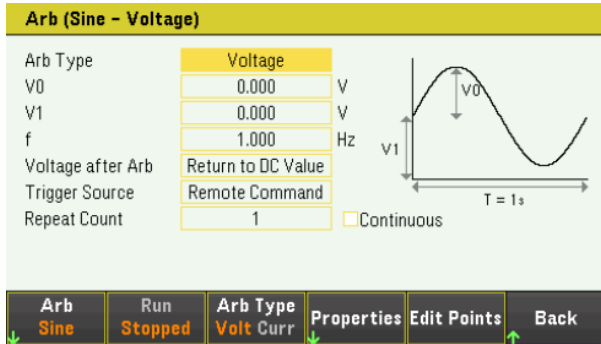 Arb (Sine – Voltage)
Arb Type Voltage
V0 0.000 V
V1 0.000 V
f 1.000 Hz
Voltage after Arb Return to DC Value
Trigger Source Remote Command
Repeat Count 1 Continuous
V0
V1
T = 1s
Arb Sine
Run Stopped
Arb Type Volt Curr
Properties
Edit Points
Back